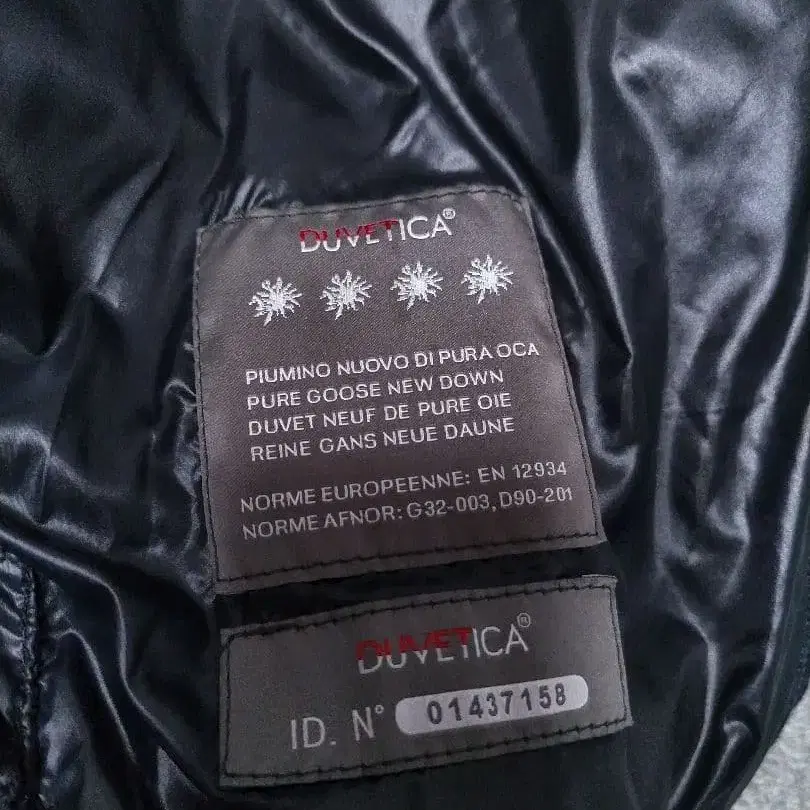 DUVETICA®
PIUMINO NUOVO DI PURA OCA
PURE GOOSE NEW DOWN
DUVET NEUF DE PURE OIE
REINE GANS NEUE DAUNE
NORME EUROPEENNE: EN 12934
NORME AFNOR: G32-003, D90-201
DUVETICA®
ID. N° 01437158